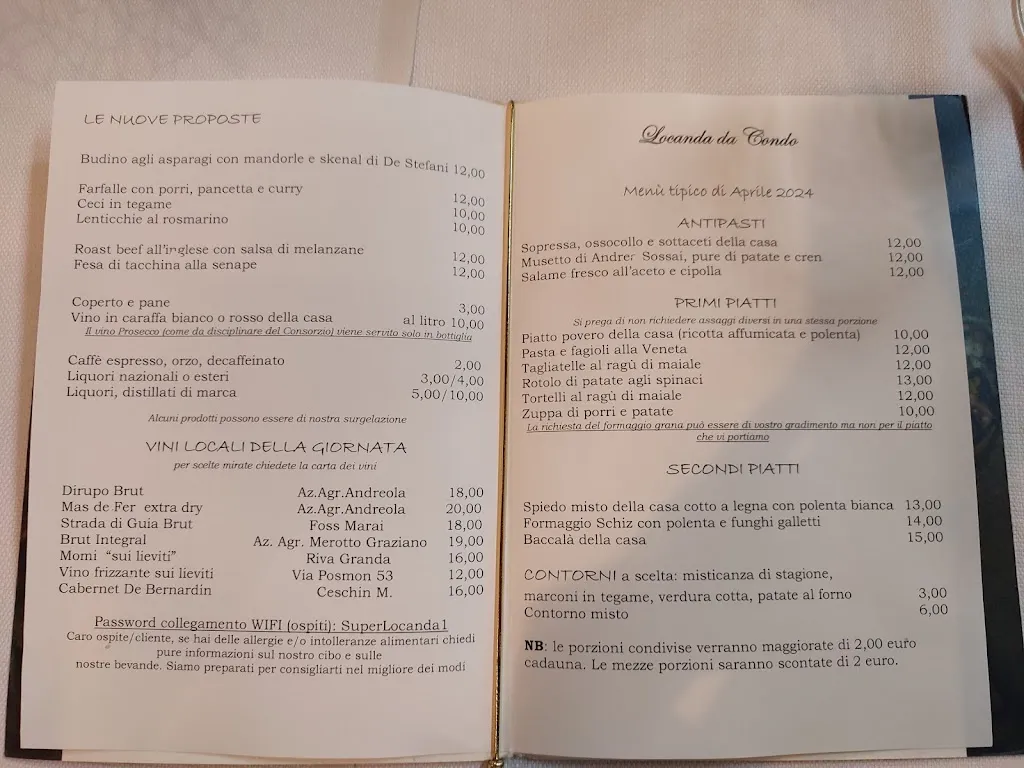 LE NUOVE PROPOSTE
Budino agli asparagi con mandorle e skenal di De Stefani 12,00
Farfalle con porri, pancetta e curry 12,00
Ceci in tegame 10,00
Lenticchie al rosmarino 10,00
Roast beef all'inglese con salsa di melanzane 12,00
Fesa di tacchina alla senape 12,00
Coperto e pane 3,00
Vino in caraffa bianco o rosso della casa al litro 10,00
Il vino Prosecco (come da disciplinare del Consorzio) viene servito solo in bottiglia
Caffè espresso, orzo, decaffeinato 2,00
Liquori nazionali o esteri 3,00/4,00
Liquori, distillati di marca 5,00/10,00
Alcuni prodotti possono essere di nostra surgelazione
VINI LOCALI DELLA GIORNATA
per scelte mirate chiedete la carta dei vini
Dirupo Brut Az.Agr.Andreola 18,00
Mas de Fer extra dry Az.Agr.Andreola 20,00
Strada di Guia Brut Foss Marai 18,00
Brut Integral Az. Agr. Merotto Graziano 19,00
Momi "sui lieviti" Riva Granda 16,00
Vino frizzante sui lieviti Via Posmon 53 12,00
Cabernet De Bernardin Ceschin M. 16,00
Password collegamento WIFI (ospiti): SuperLocanda1
Caro ospite/cliente, se hai delle allergie e/o intolleranze alimentari chiedi
pure informazioni sul nostro cibo e sulle
nostre bevande. Siamo preparati per consigliarti nel migliore dei modi
Locanda da Condo
Menù tipico di Aprile 2024
ANTIPASTI
Sopressa, ossocollo e sottaceti della casa 12,00
Musetto di Andrer Sossai, pure di patate e cren 12,00
Salame fresco all'aceto e cipolla 12,00
PRIMI PIATTI
Si prega di non richiedere assaggi diversi in una stessa porzione
Piatto povero della casa (ricotta affumicata e polenta) 10,00
Pasta e fagioli alla Veneta 12,00
Tagliatelle al ragù di maiale 12,00
Rotolo di patate agli spinaci 13,00
Tortelli al ragù di maiale 12,00
Zuppa di porri e patate 10,00
La richiesta del formaggio grana può essere di vostro gradimento ma non per il piatto
che vi portiamo
SECONDI PIATTI
Spiedo misto della casa cotto a legna con polenta bianca 13,00
Formaggio Schiz con polenta e funghi galletti 14,00
Baccalà della casa 15,00
CONTORNI a scelta: misticanza di stagione,
marconi in tegame, verdura cotta, patate al forno 3,00
Contorno misto 6,00
NB: le porzioni condivise verranno maggiorate di 2,00 euro
cadauna. Le mezze porzioni saranno scontate di 2 euro.